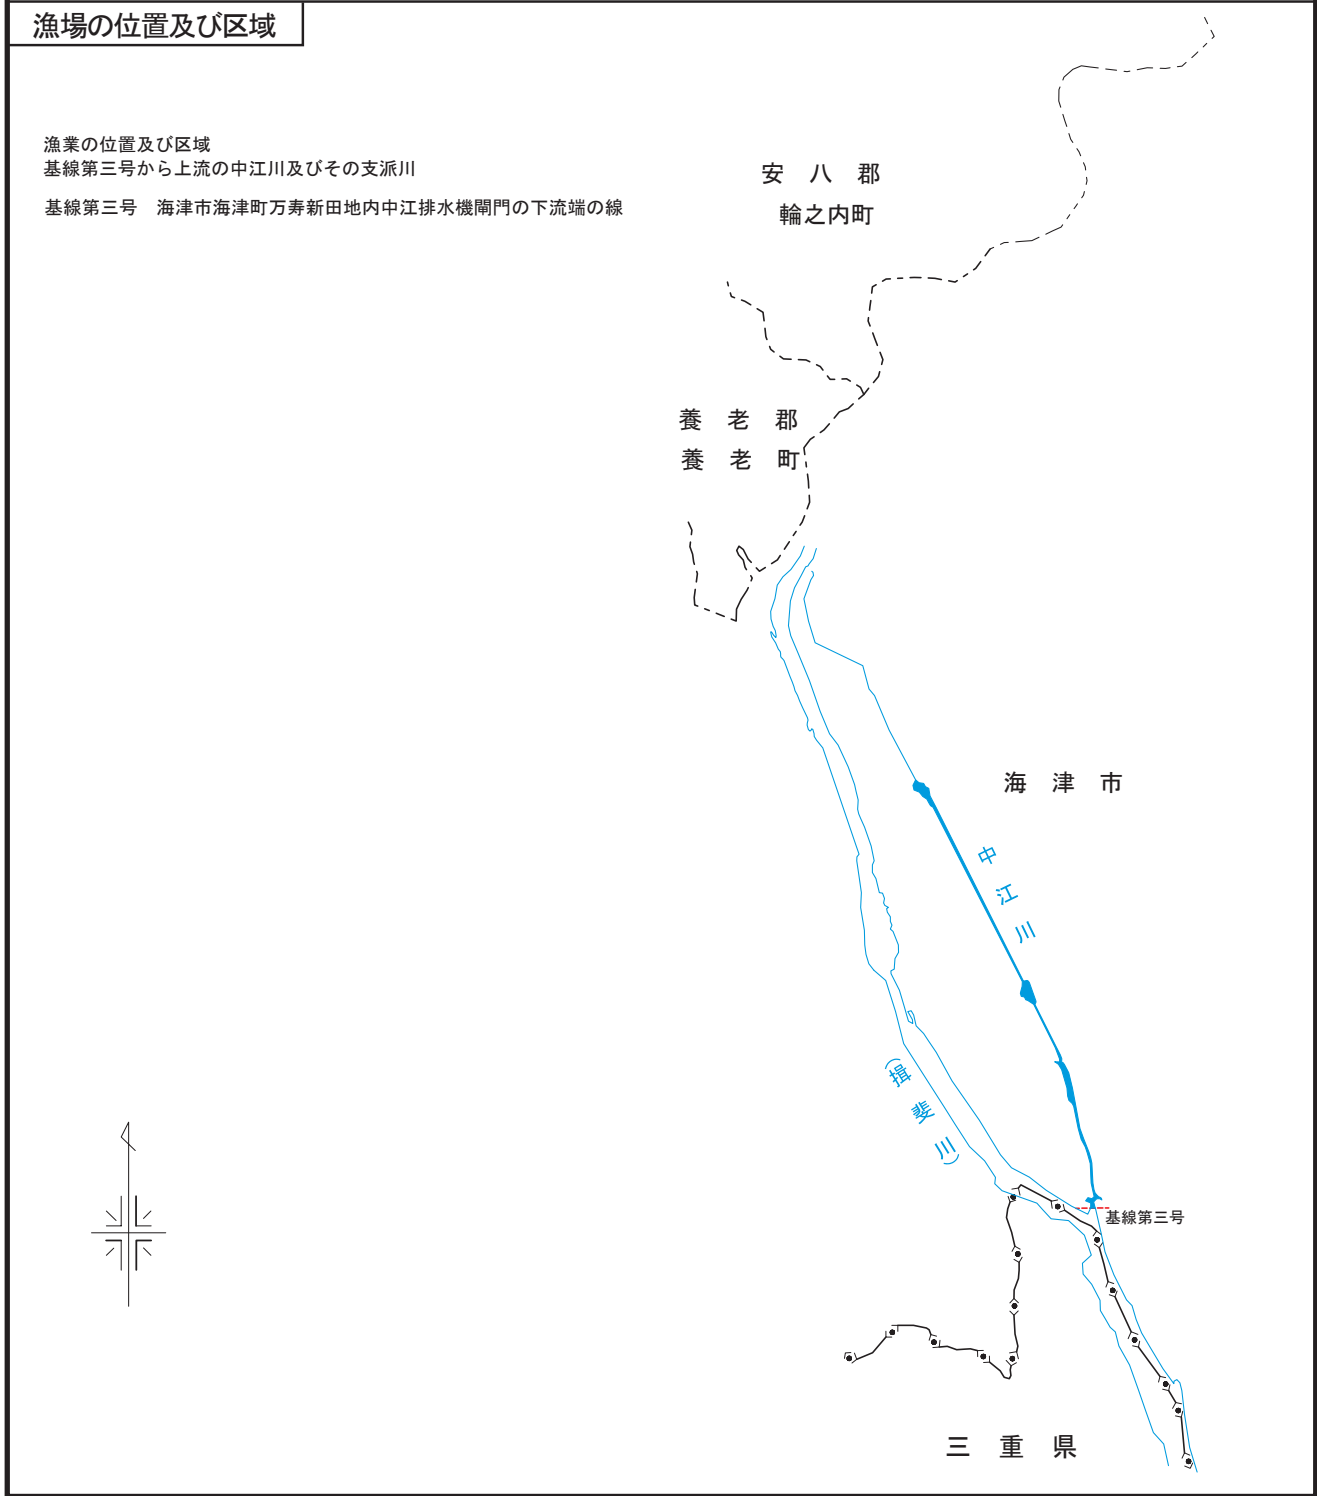 漁場の位置及び区域
漁業の位置及び区域
基線第三号から上流の中江川及びその支派川
基線第三号　海津市海津町万寿新田地内中江排水機閘門の下流端の線
安　八　郡
輪之内町
養　老　郡
養　老　町
海　津　市
中江川
(揖斐川)
基線第三号
三　重　県